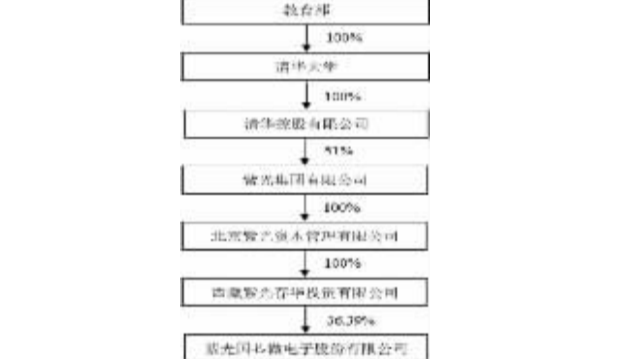 教育部
100%
清华大学
100%
清华控股有限公司
51%
紫光集团有限公司
100%
北京紫光资本管理有限公司
100%
西藏紫光春华投资有限公司
36.39%
紫光国芯微电子股份有限公司